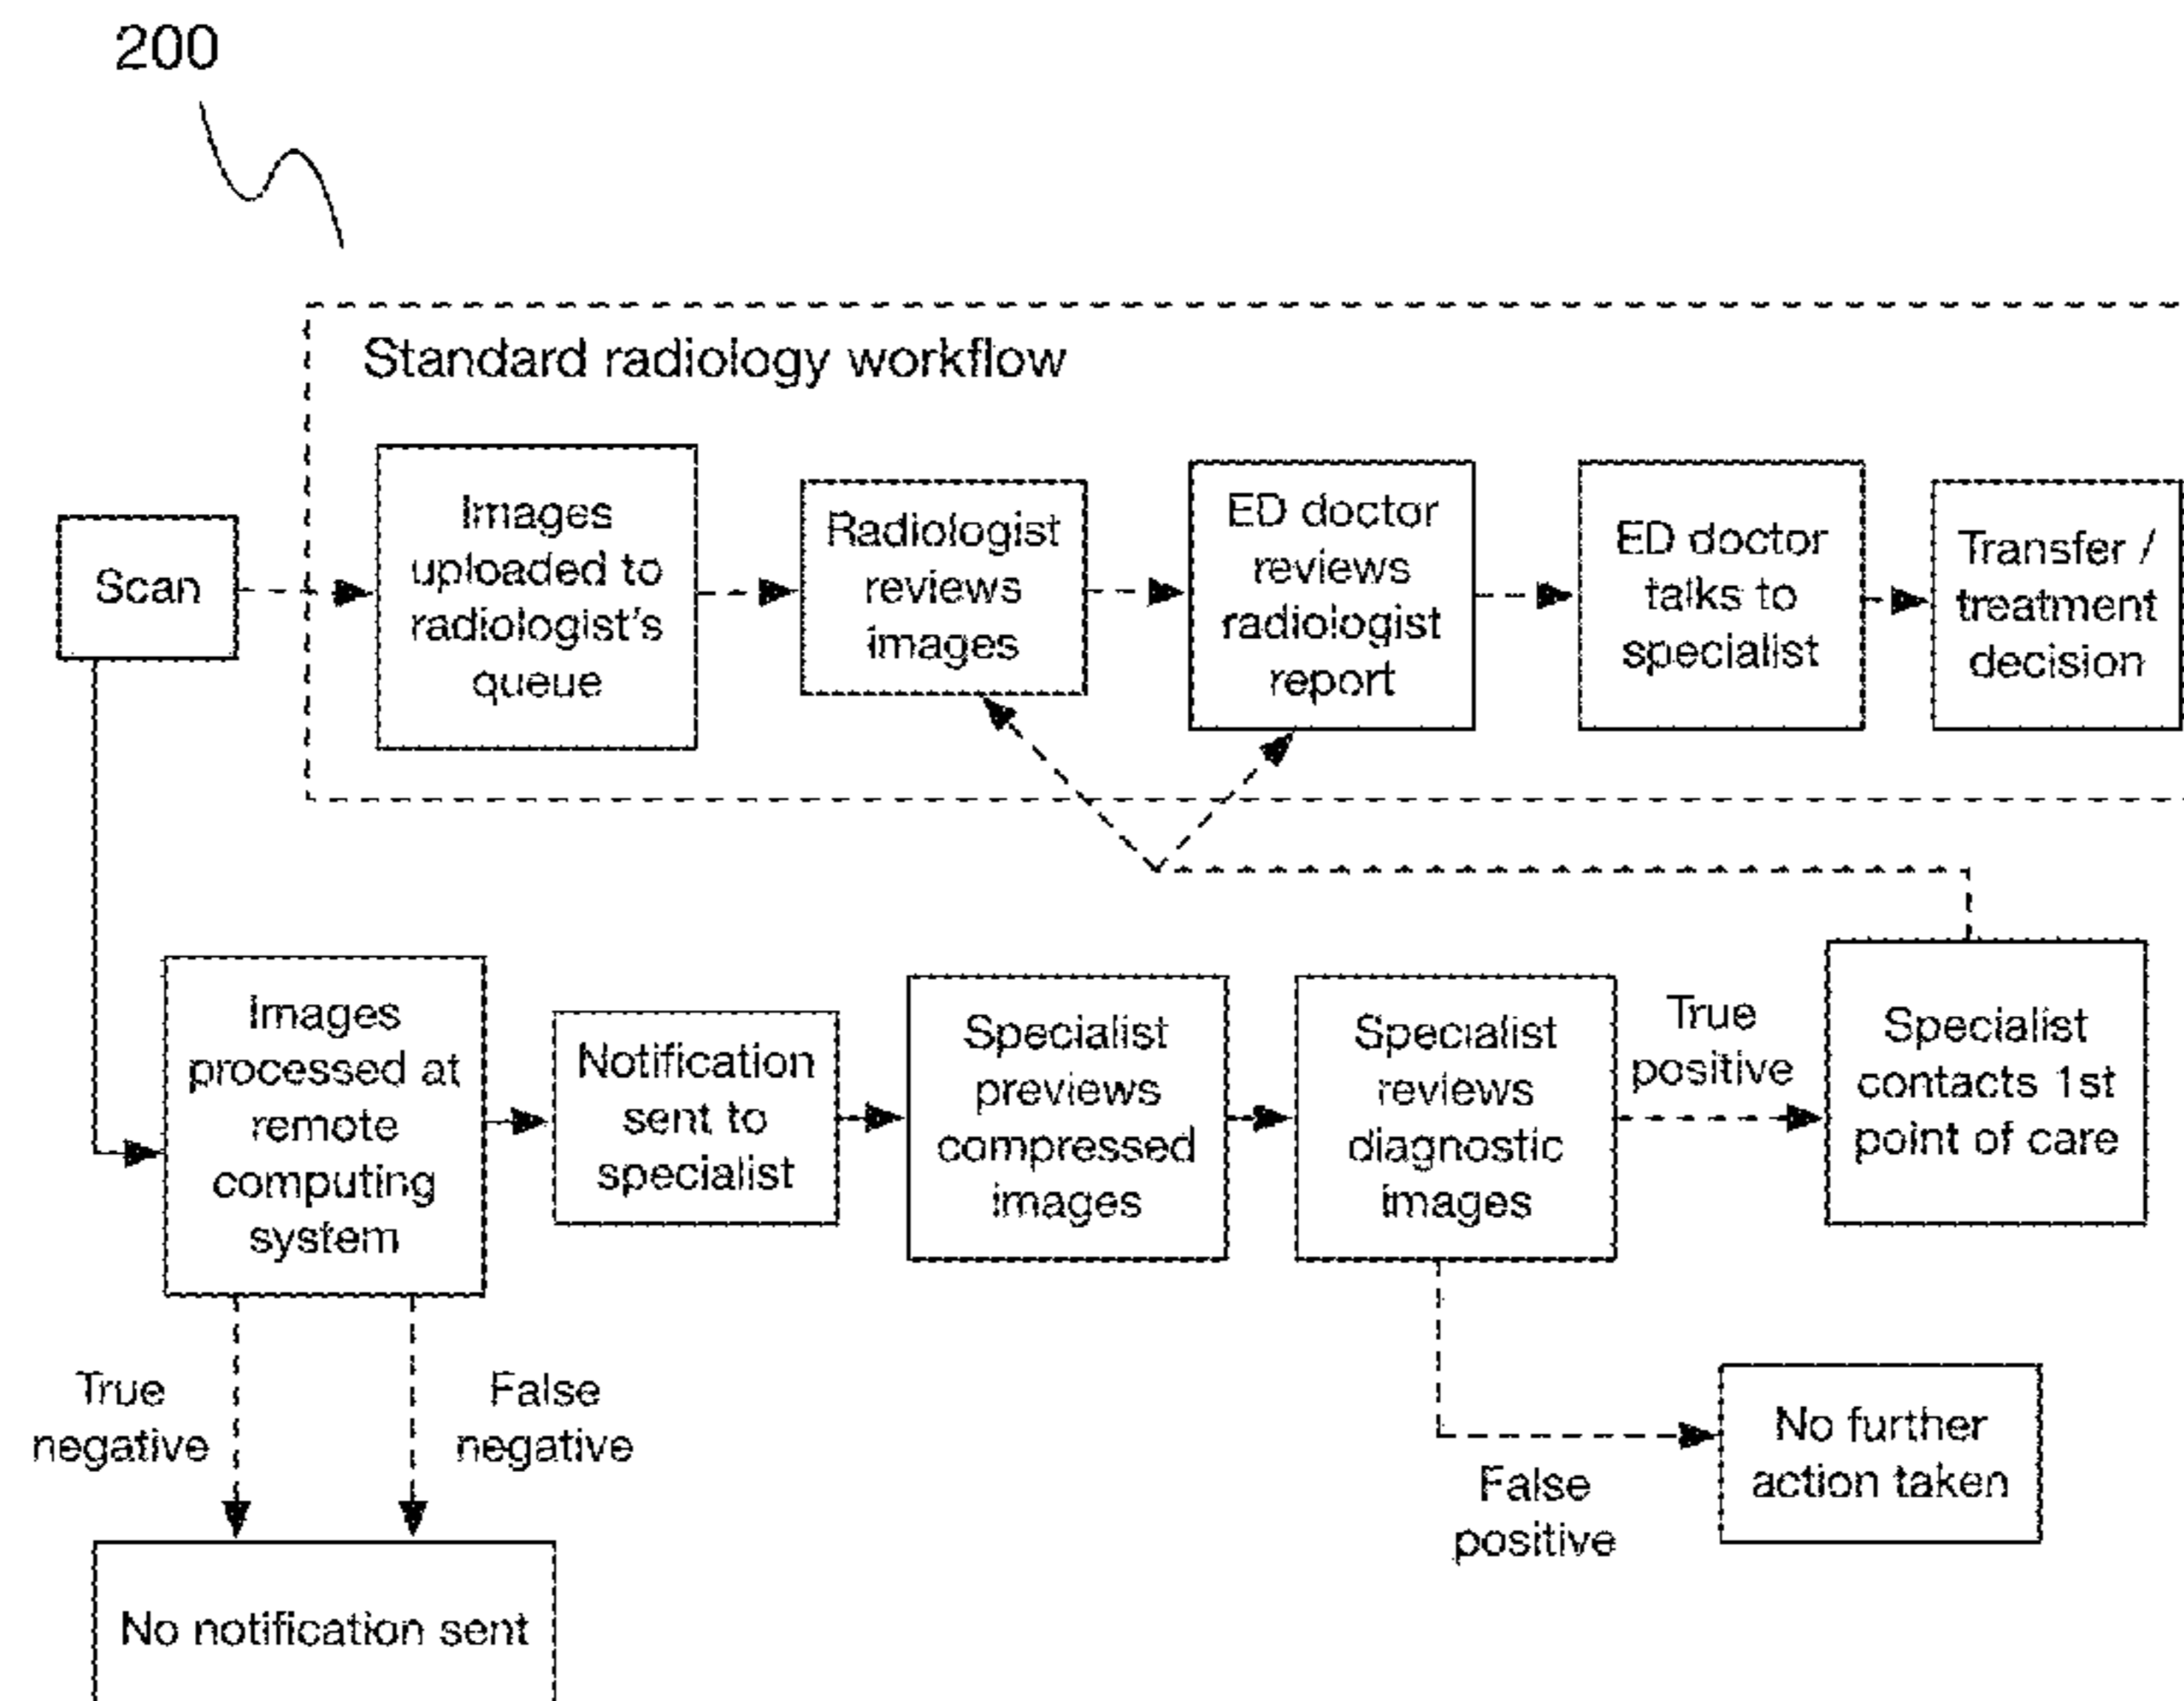 200
Standard radiology workflow
Scan
Images
uploaded to
radiologist's
queue
Radiologist
reviews
images
ED doctor
reviews
radiologist
report
ED doctor
talks to
specialist
Transfer /
treatment
decision
Images
processed at
remote
computing
system
Notification
sent to
specialist
Specialist
previews
compressed
images
Specialist
reviews
diagnostic
images
True
positive
Specialist
contacts 1st
point of care
True
negative
False
negative
False
positive
No further
action taken
No notification sent